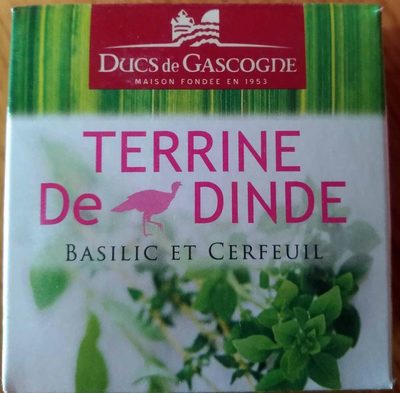 DUCS DE GASCOGNE
MAISON FONDEE EN 1953
TERRINE
De DINDE
BASILIC ET CERFEUIL